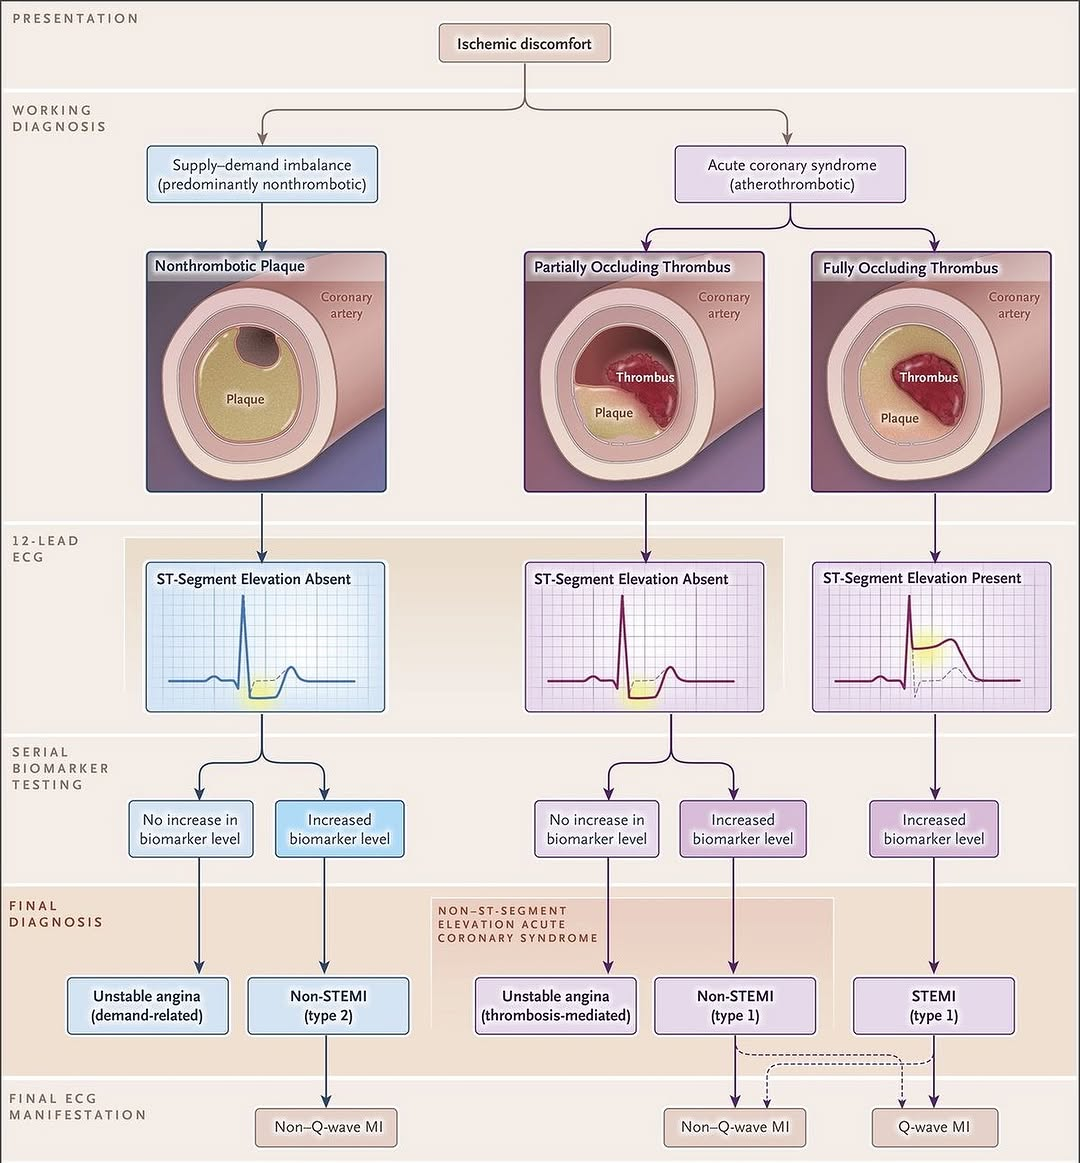 PRESENTATION
Ischemic discomfort
WORKING
DIAGNOSIS
Supply–demand imbalance
(predominantly nonthrombotic)
Acute coronary syndrome
(atherothrombotic)
Nonthrombotic Plaque
Coronary
artery
Plaque
Partially Occluding Thrombus
Coronary
artery
Thrombus
Plaque
Fully Occluding Thrombus
Coronary
artery
Thrombus
Plaque
12-LEAD
ECG
ST-Segment Elevation Absent
ST-Segment Elevation Absent
ST-Segment Elevation Present
SERIAL
BIOMARKER
TESTING
No increase in
biomarker level
Increased
biomarker level
No increase in
biomarker level
Increased
biomarker level
Increased
biomarker level
FINAL
DIAGNOSIS
NON–ST-SEGMENT
ELEVATION ACUTE
CORONARY SYNDROME
Unstable angina
(demand-related)
Non-STEMI
(type 2)
Unstable angina
(thrombosis-mediated)
Non-STEMI
(type 1)
STEMI
(type 1)
FINAL ECG
MANIFESTATION
Non–Q-wave MI
Non–Q-wave MI
Q-wave MI